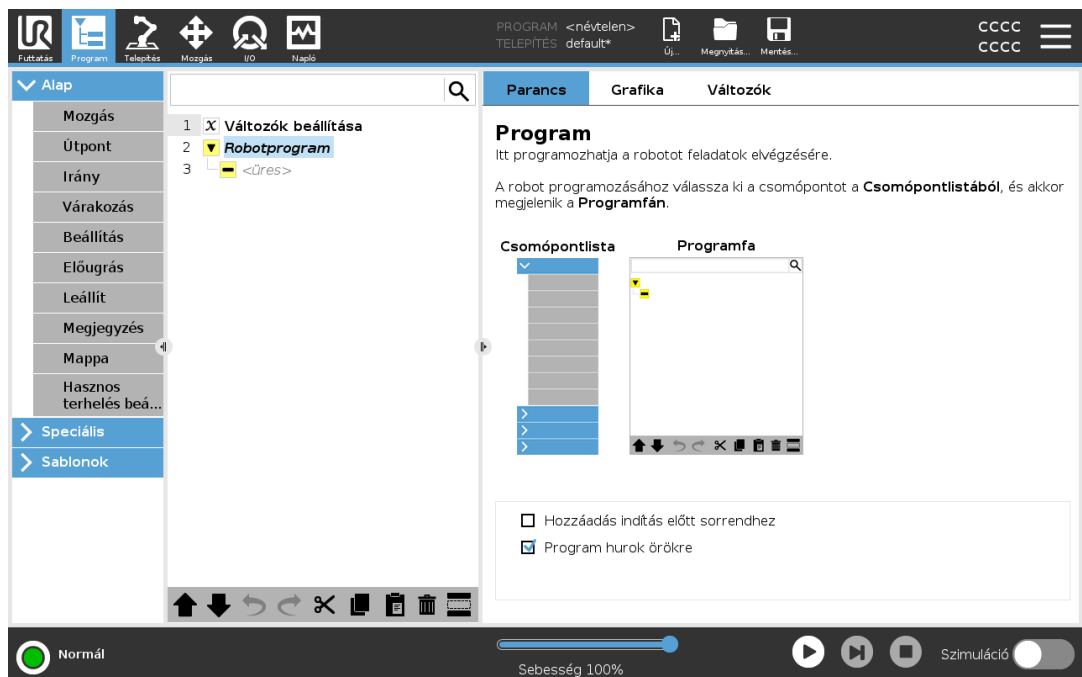 PROGRAM <névtelen>
TELEPÍTÉS default*
CCCC
CCCC
Futtatás Program Telepítés Mozgás I/O Napló
Új... Megnyitás... Mentés...
Alap
Mozgás
Útpont
Irány
Várakozás
Beállítás
Előugrás
Leállít
Megjegyzés
Mappa
Hasznos
terhelés beá...
Speciális
Sablonok
1 x Változók beállítása
2 Robotprogram
3 <üres>
Parancs Grafika Változók
Program
Itt programozhatja a robotot feladatok elvégzésére.
A robot programozásához válassza ki a csomópontot a Csomópontlistából, és akkor
megjelenik a Programfán.
Csomópontlista Programfa
Hozzáadás indítás előtt sorrendhez
Program hurok örökre
Normál
Sebesség 100%
Szimuláció